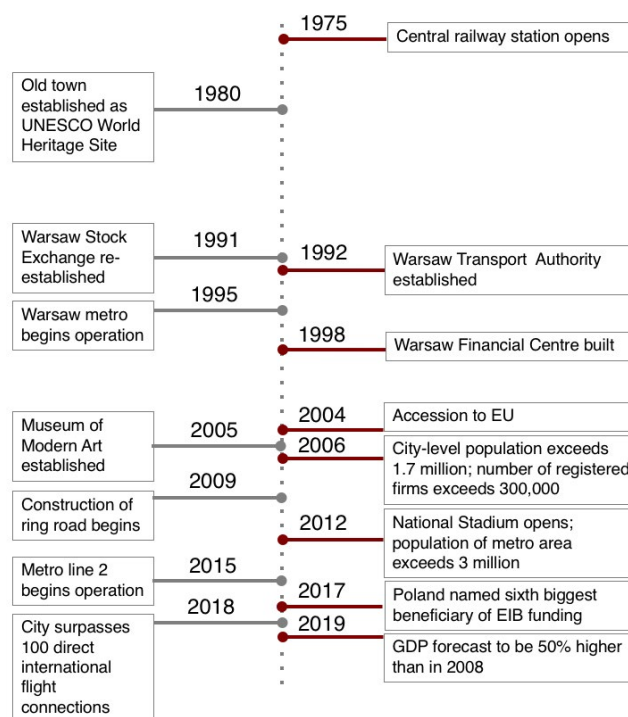 1975
Central railway station opens
Old town
established as
UNESCO World
Heritage Site
1980
Warsaw Stock
Exchange re-
established
1991
1992
Warsaw Transport Authority
established
Warsaw metro
begins operation
1995
1998
Warsaw Financial Centre built
2004
Accession to EU
Museum of
Modern Art
established
2005
2006
City-level population exceeds
1.7 million; number of registered
firms exceeds 300,000
Construction of
ring road begins
2009
2012
National Stadium opens;
population of metro area
exceeds 3 million
Metro line 2
begins operation
2015
2017
Poland named sixth biggest
beneficiary of EIB funding
City surpasses
100 direct
international
flight
connections
2018
2019
GDP forecast to be 50% higher
than in 2008